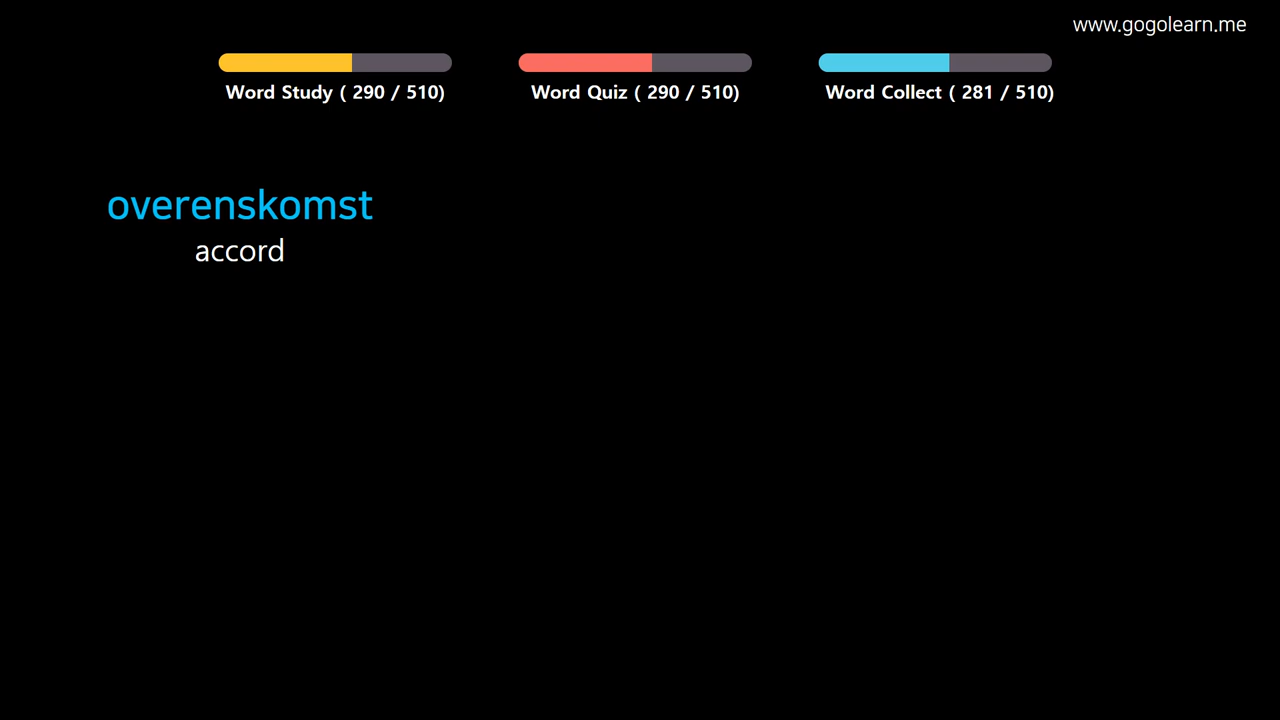 www.gogolearn.me
Word Study ( 290 / 510)
Word Quiz ( 290 / 510)
Word Collect ( 281 / 510)
overenskomst
accord